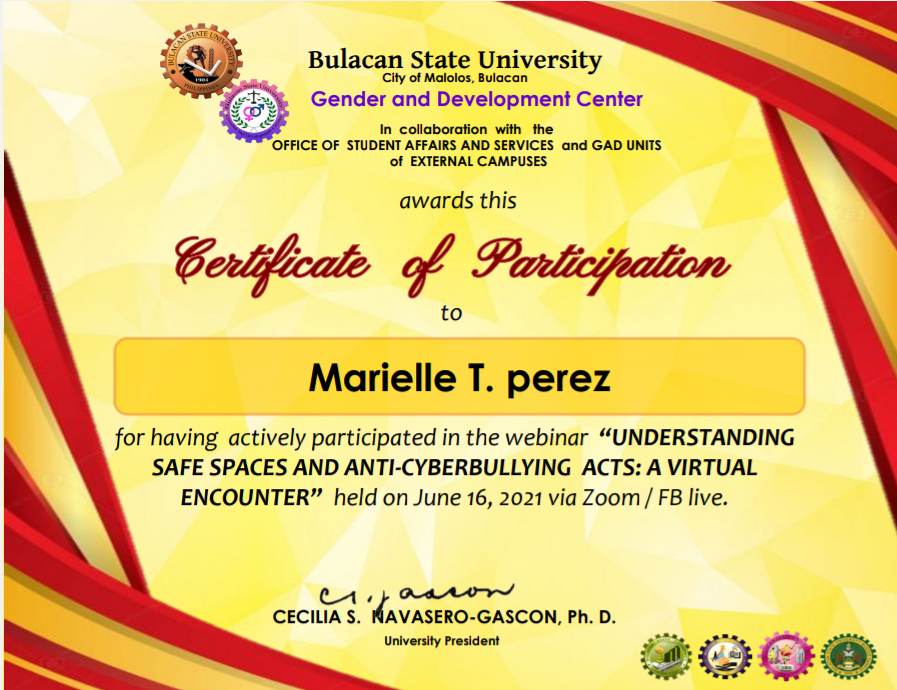 BULACAN STATE UNIVERSITY
1904
PHILIPPINES
Bulacan State University
City of Malolos, Bulacan
Gender and Development Center
In collaboration with the
OFFICE OF STUDENT AFFAIRS AND SERVICES and GAD UNITS
of EXTERNAL CAMPUSES
awards this
Certificate of Participation
to
Marielle T. perez
for having actively participated in the webinar “UNDERSTANDING
SAFE SPACES AND ANTI-CYBERBULLYING ACTS: A VIRTUAL
ENCOUNTER” held on June 16, 2021 via Zoom / FB live.
CECILIA S. NAVASERO-GASCON, Ph. D.
University President